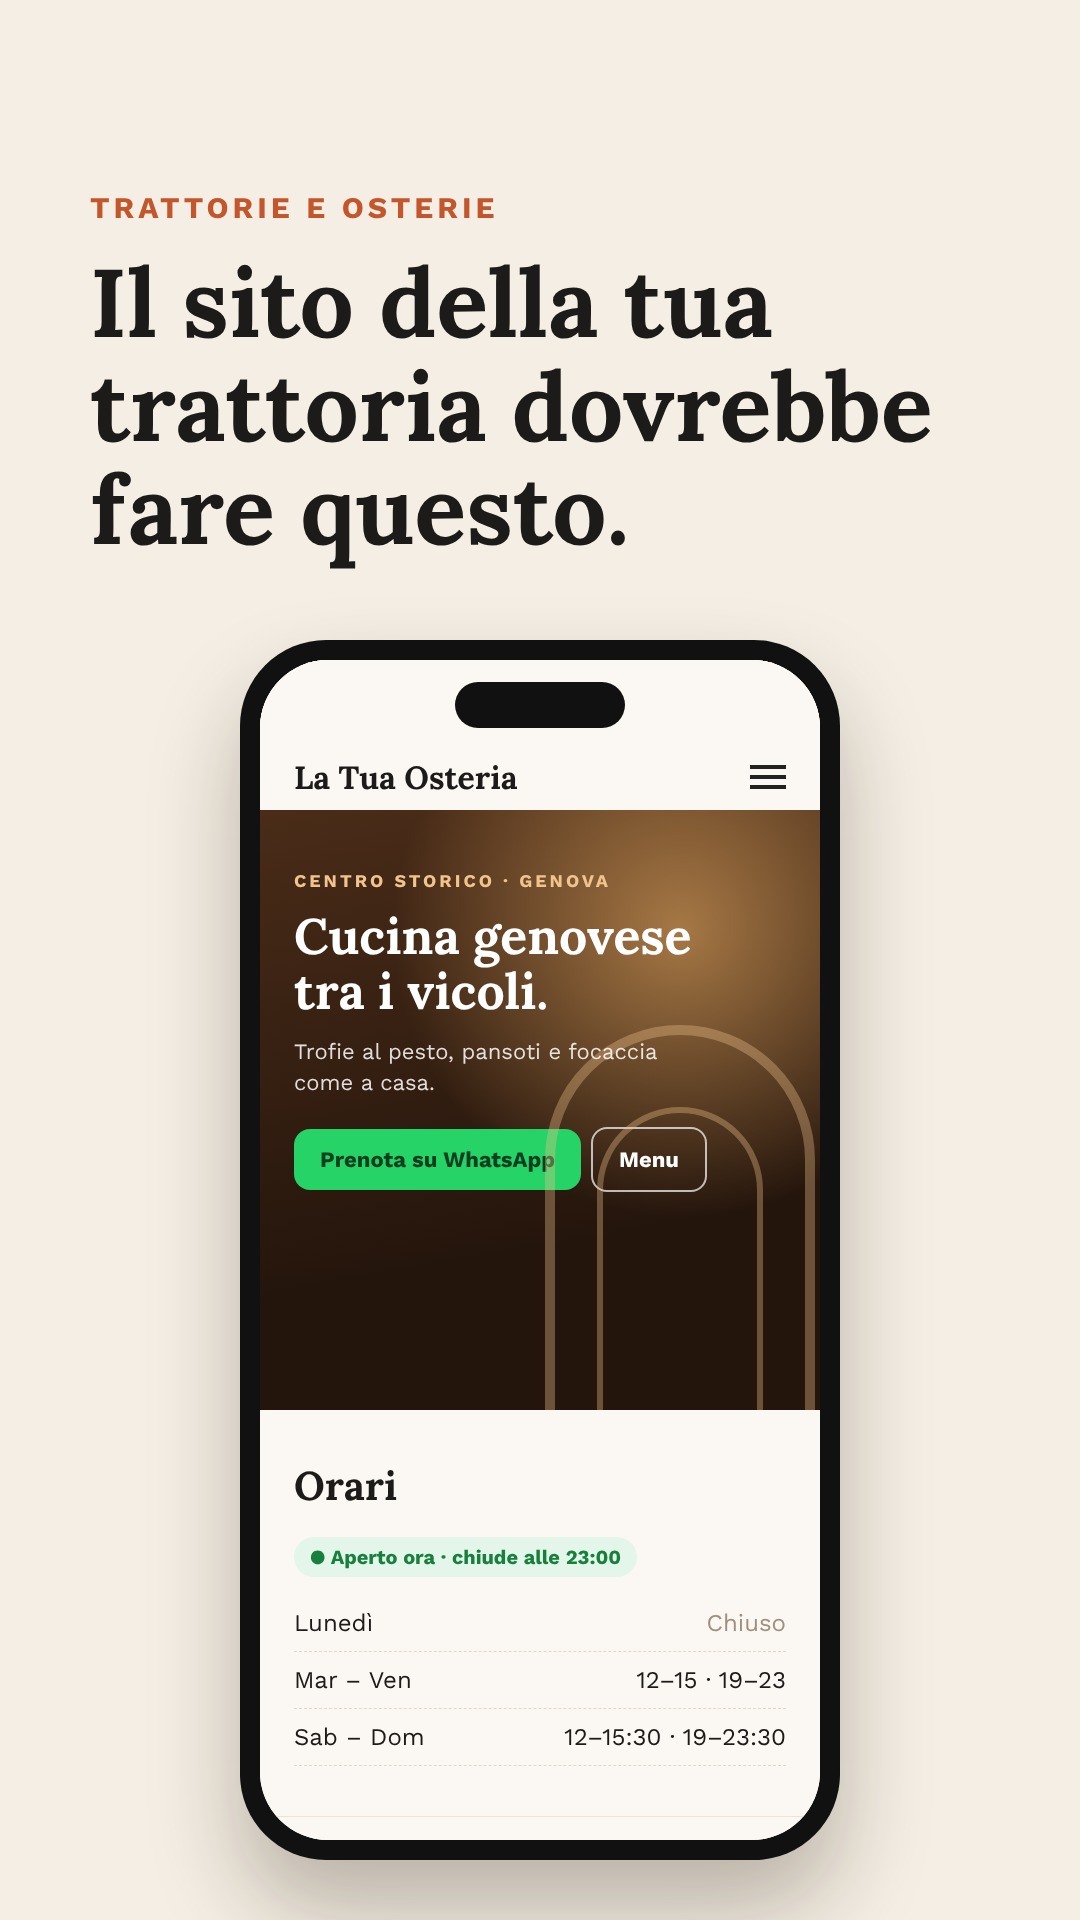 TRATTORIE E OSTERIE
Il sito della tua
trattoria dovrebbe
fare questo.
La Tua Osteria
CENTRO STORICO · GENOVA
Cucina genovese
tra i vicoli.
Trofie al pesto, pansoti e focaccia
come a casa.
Prenota su WhatsApp
Menu
Orari
Aperto ora · chiude alle 23:00
Lunedì Chiuso
Mar – Ven 12–15 · 19–23
Sab – Dom 12–15:30 · 19–23:30